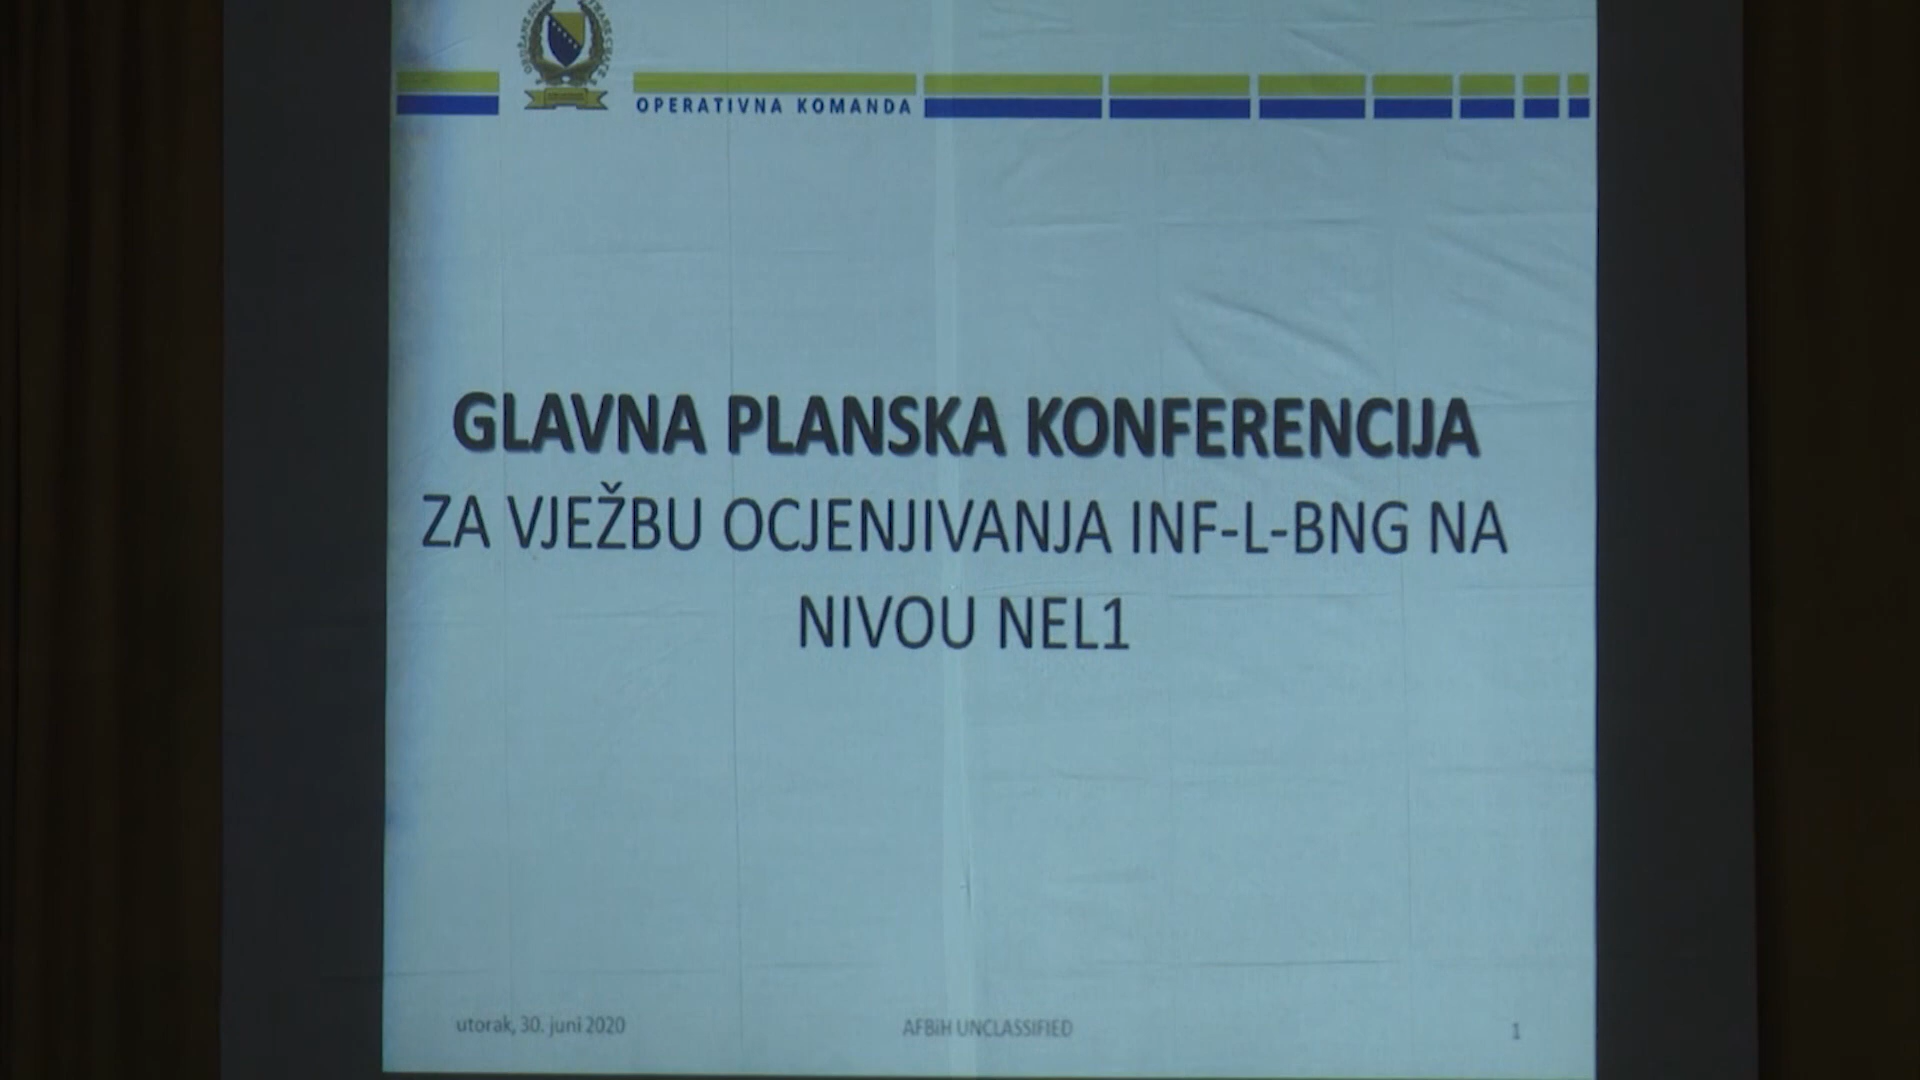 OPERATIVNA KOMANDA
GLAVNA PLANSKA KONFERENCIJA
ZA VJEŽBU OCJENJIVANJA INF-L-BNG NA
NIVOU NEL1
utorak, 30. juni 2020
AFBiH UNCLASSIFIED
1